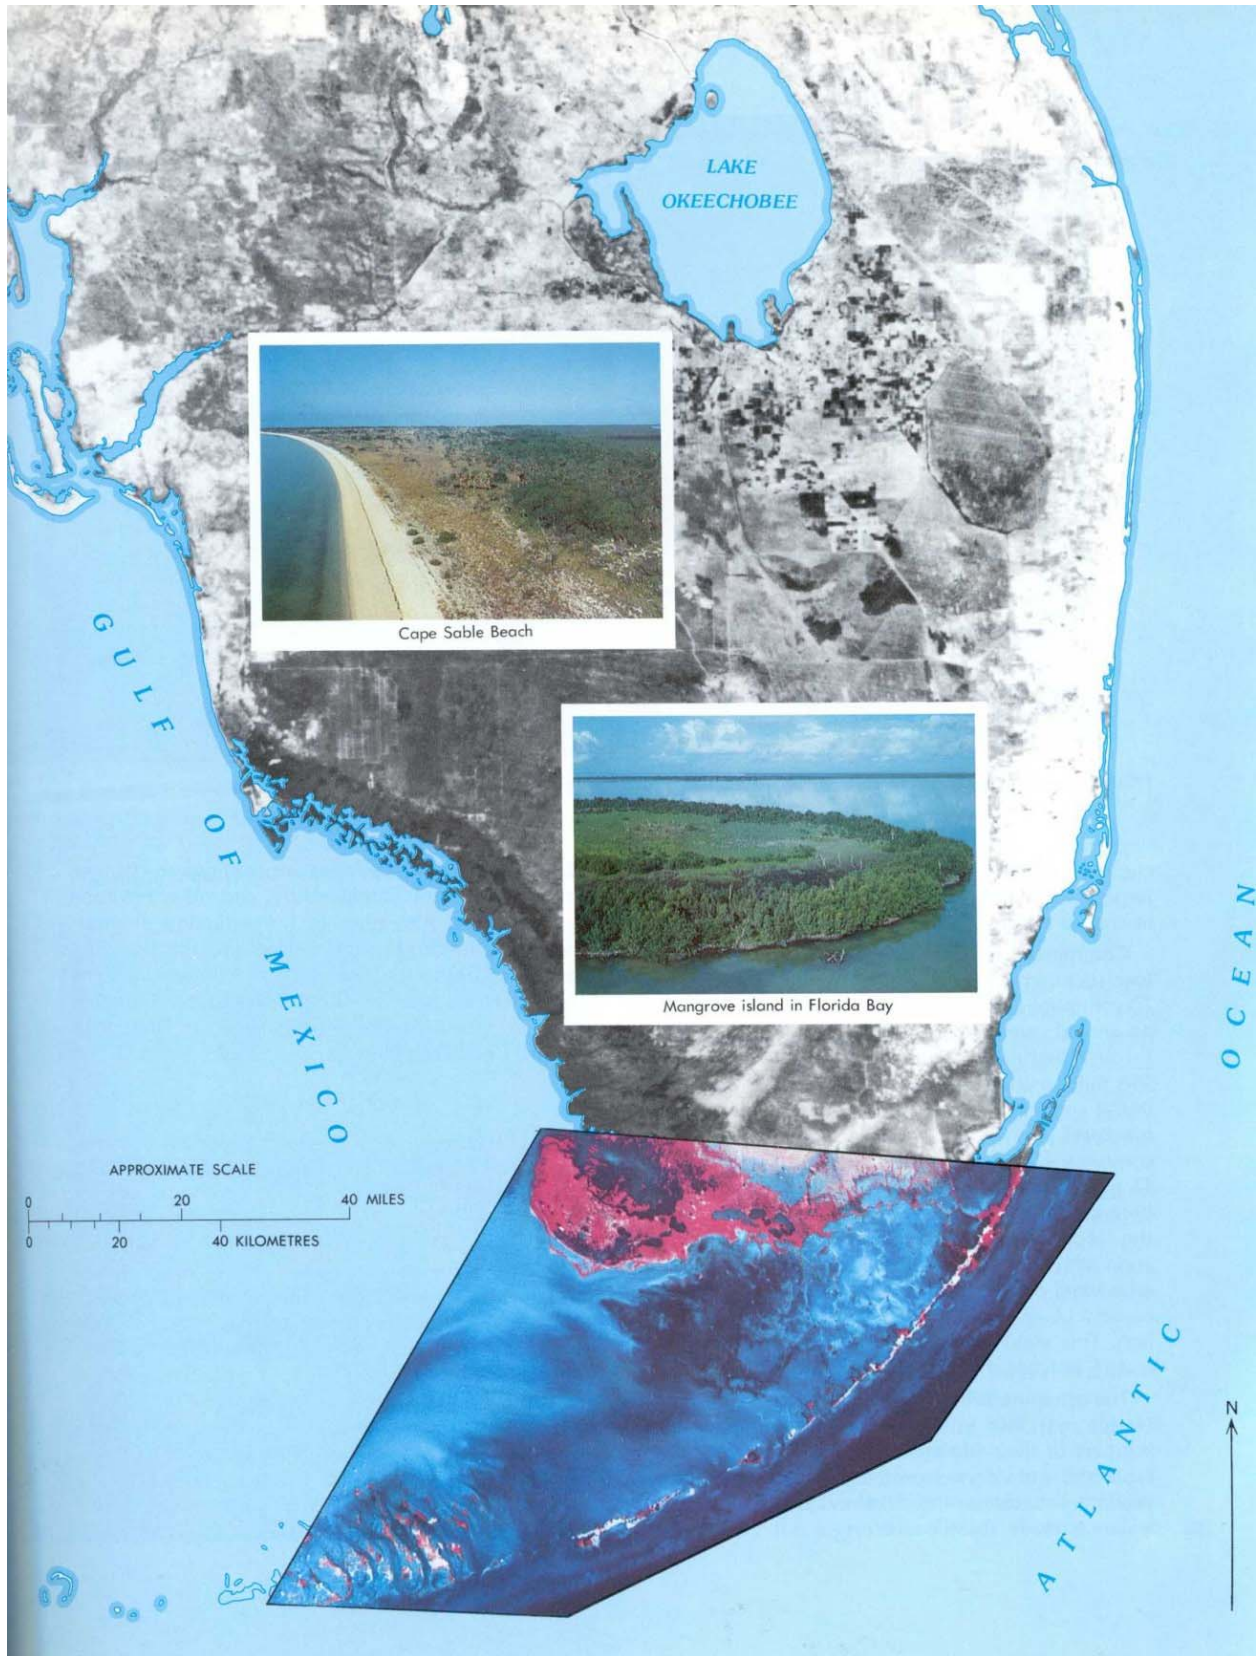 LAKE
OKEECHOBEE
Cape Sable Beach
GULF
OF
MEXICO
Mangrove island in Florida Bay
APPROXIMATE SCALE
0 20 40 MILES
0 20 40 KILOMETRES
ATLANTIC
OCEAN
N